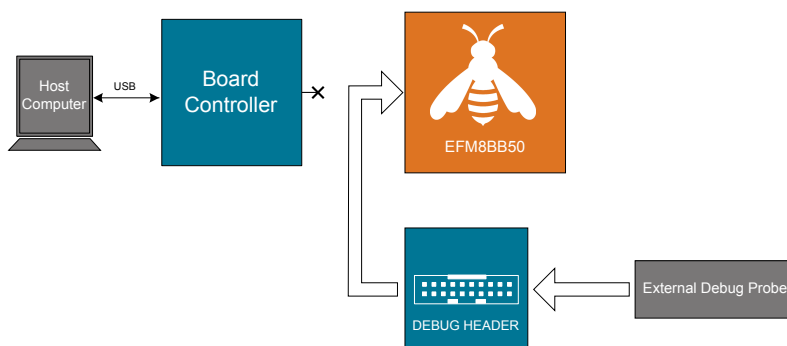 Host
Computer
USB
Board
Controller
EFM8BB50
DEBUG HEADER
External Debug Probe